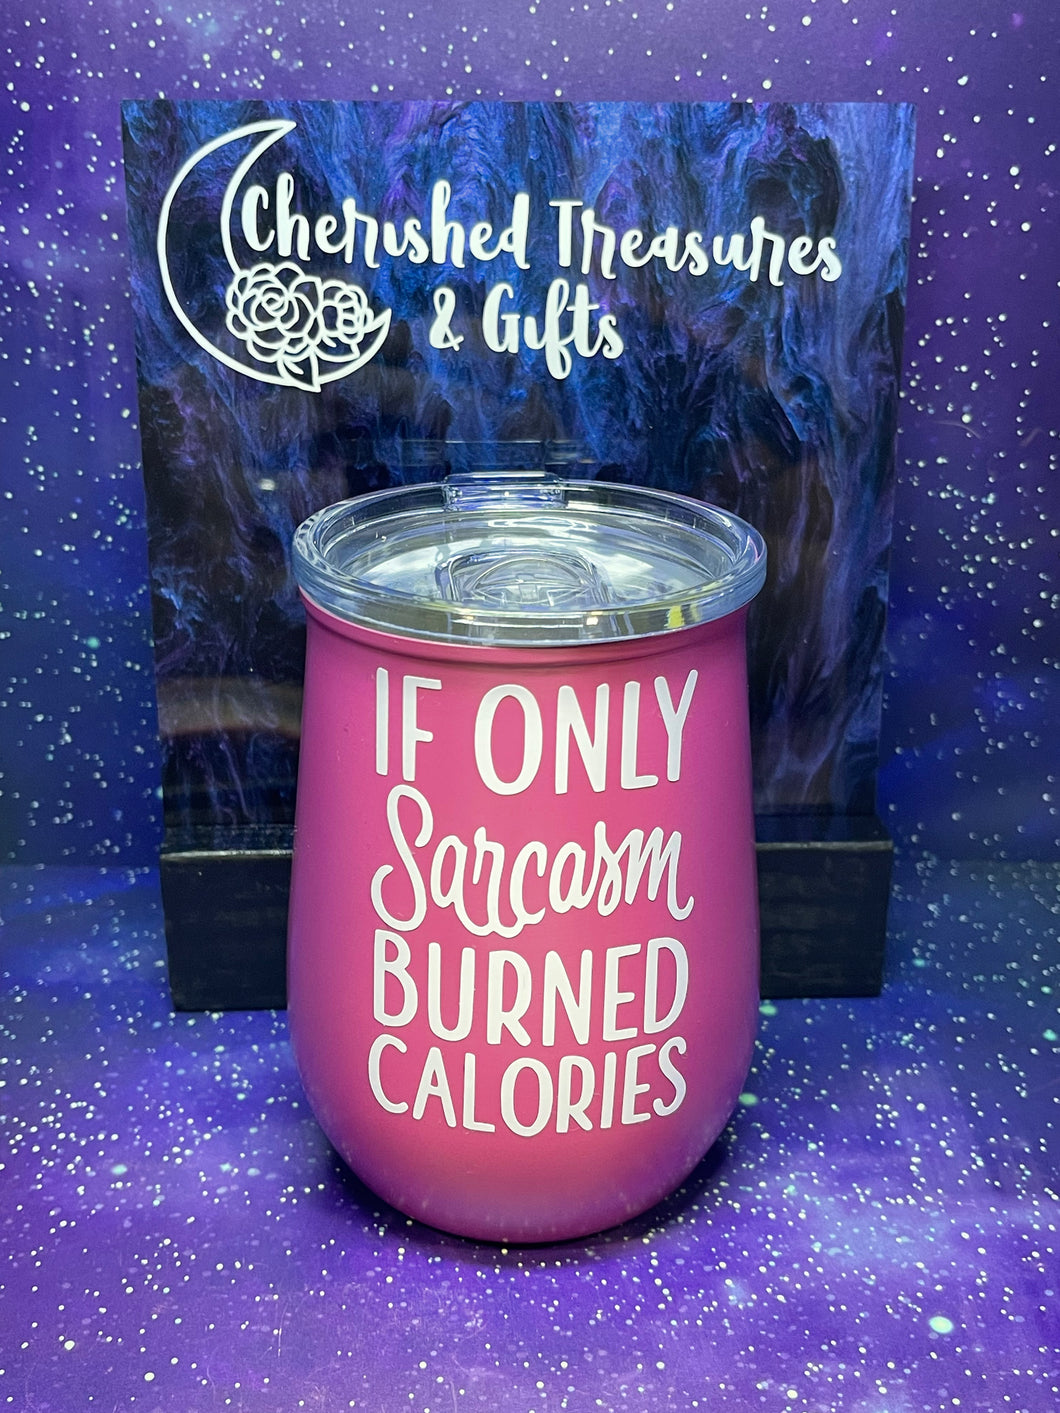 Cherished Treasures
& Gifts
IF ONLY
Sarcasm
BURNED
CALORIES